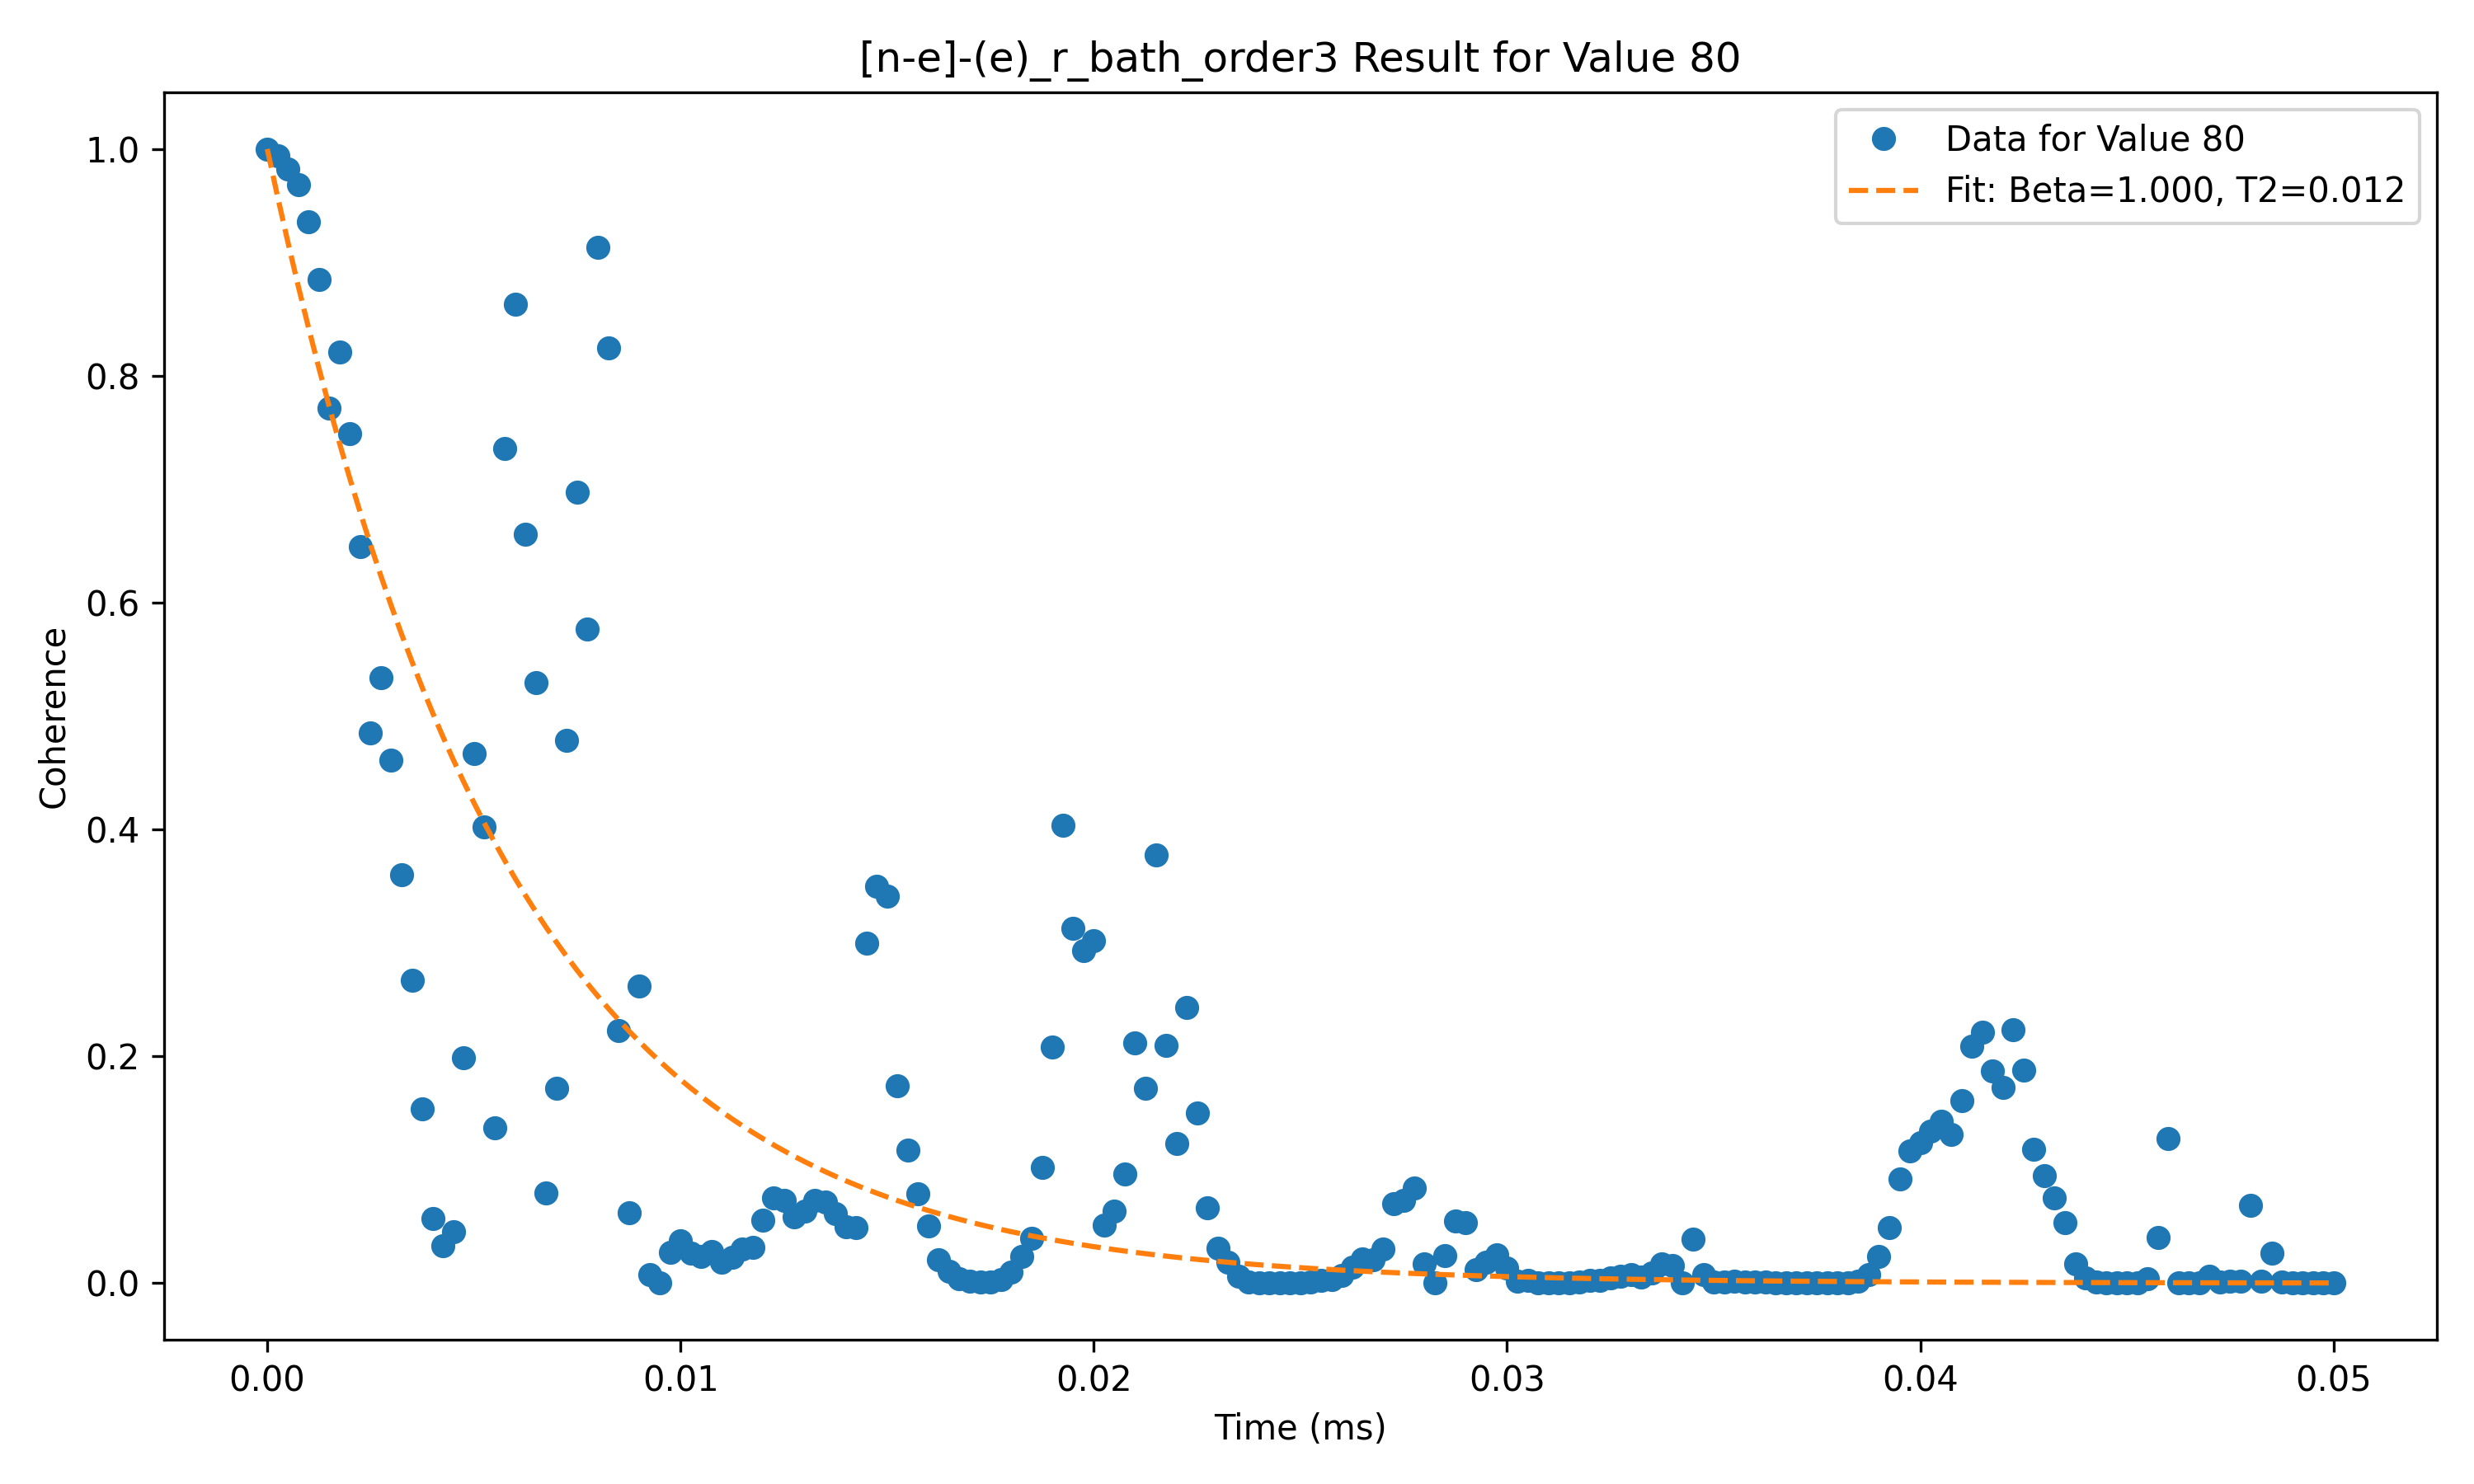 [n-e]-(e)_r_bath_order3 Result for Value 80
Data for Value 80
Fit: Beta=1.000, T2=0.012
1.0
0.8
0.6
0.4
0.2
0.0
Coherence
0.00
0.01
0.02
0.03
0.04
0.05
Time (ms)